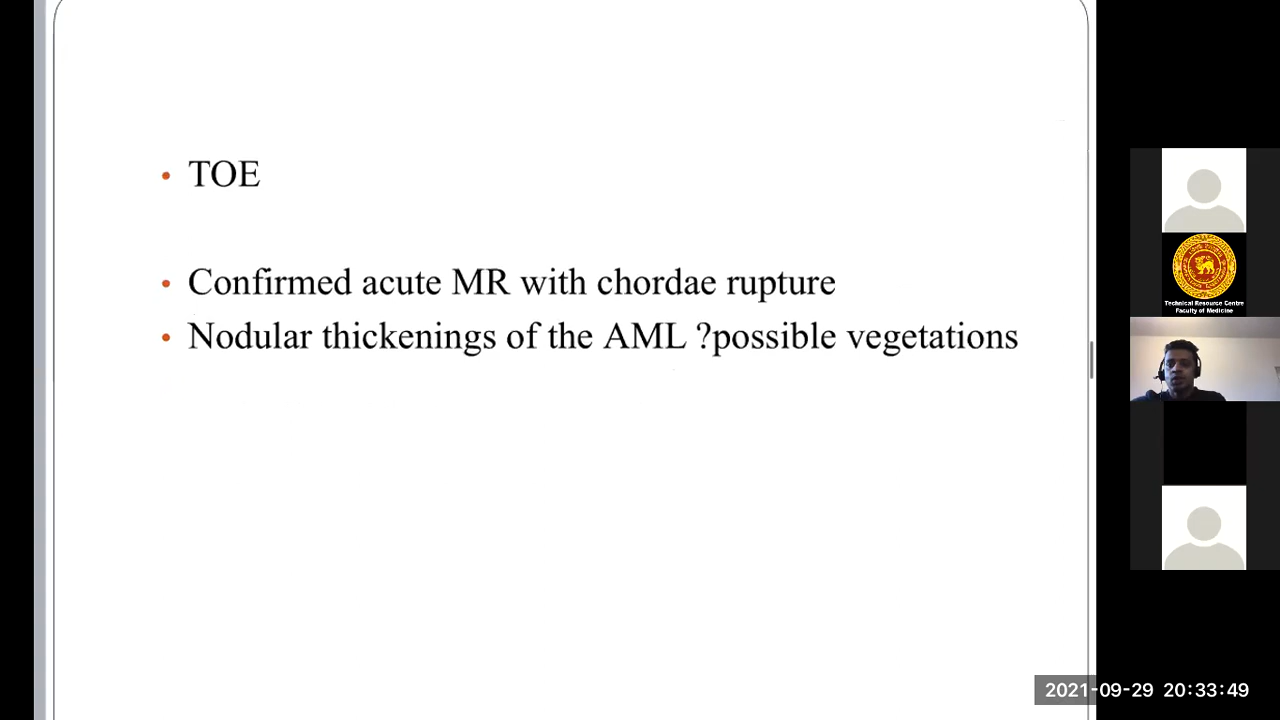 • TOE
• Confirmed acute MR with chordae rupture
• Nodular thickenings of the AML ?possible vegetations
Technical Resource Centre
Faculty of Medicine
2021-09-29 20:33:49